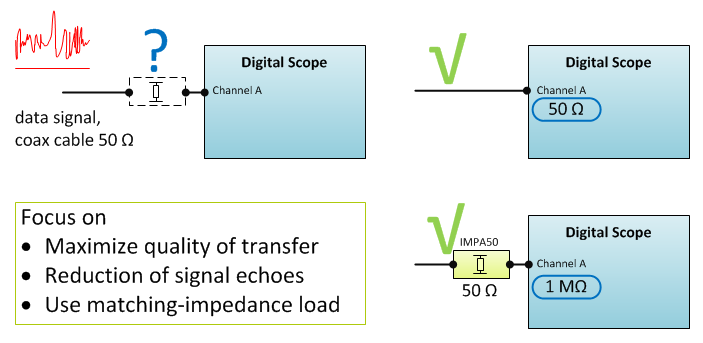 ?
Digital Scope
Channel A
data signal,
coax cable 50 Ω
√
Digital Scope
Channel A
50 Ω
Focus on
• Maximize quality of transfer
• Reduction of signal echoes
• Use matching-impedance load
√
IMPA50
50 Ω
Digital Scope
Channel A
1 MΩ